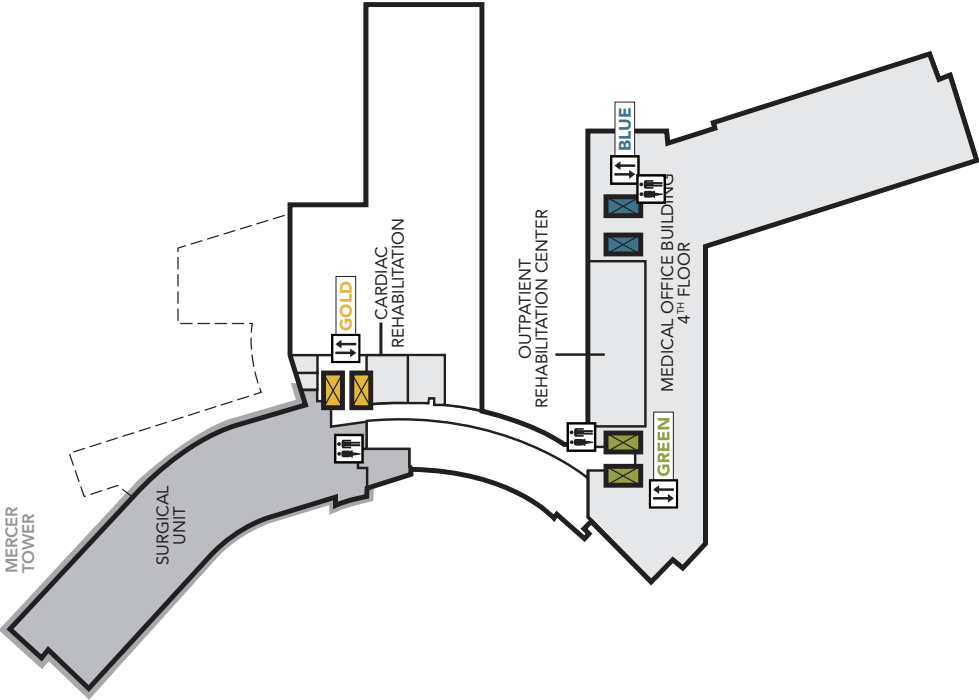 MERCER
TOWER
SURGICAL
UNIT
GOLD
CARDIAC
REHABILITATION
OUTPATIENT
REHABILITATION CENTER
BLUE
MEDICAL OFFICE BUILDING
4TH FLOOR
GREEN